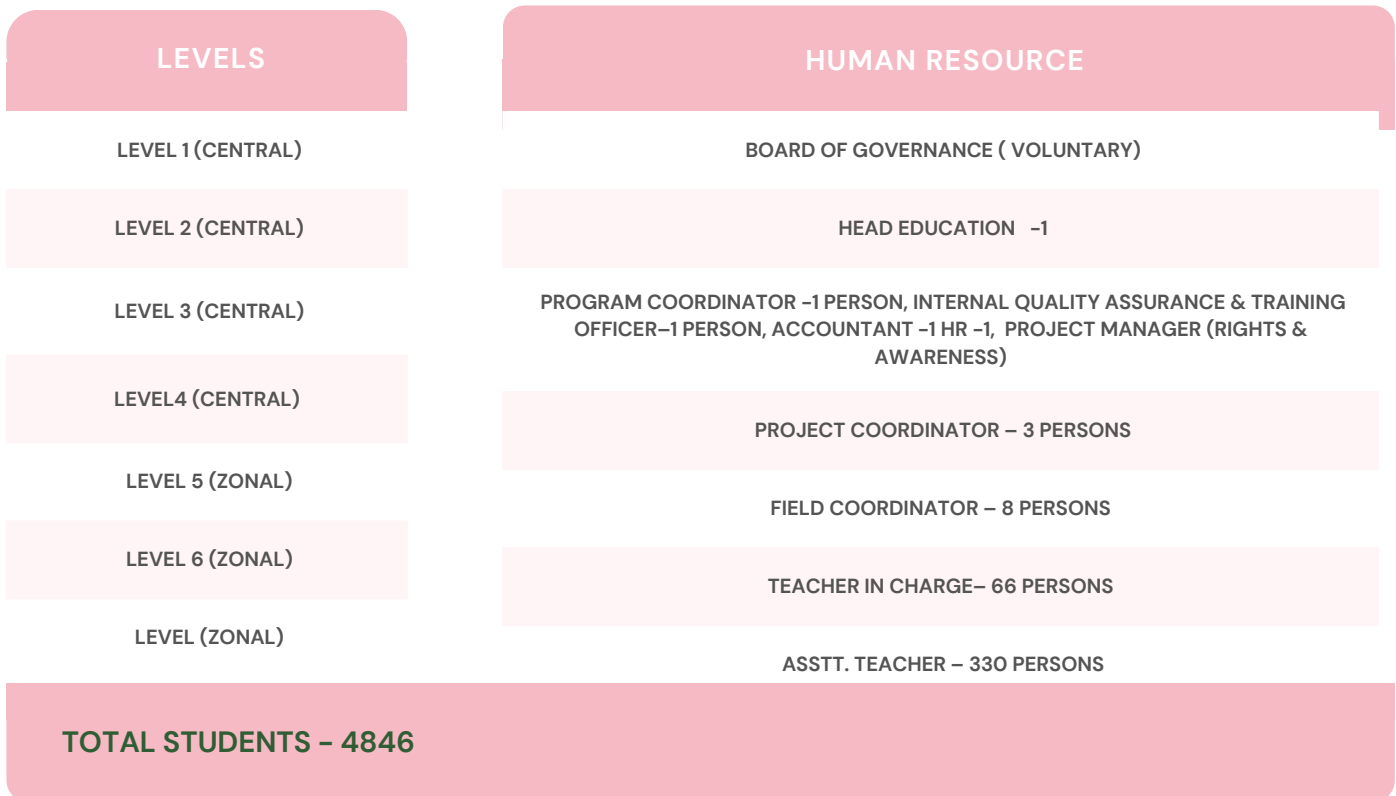 LEVELS
HUMAN RESOURCE
LEVEL 1 (CENTRAL)
BOARD OF GOVERNANCE ( VOLUNTARY)
LEVEL 2 (CENTRAL)
HEAD EDUCATION -1
LEVEL 3 (CENTRAL)
PROGRAM COORDINATOR -1 PERSON, INTERNAL QUALITY ASSURANCE & TRAINING
OFFICER–1 PERSON, ACCOUNTANT -1 HR -1, PROJECT MANAGER (RIGHTS &
AWARENESS)
LEVEL4 (CENTRAL)
PROJECT COORDINATOR – 3 PERSONS
LEVEL 5 (ZONAL)
FIELD COORDINATOR – 8 PERSONS
LEVEL 6 (ZONAL)
TEACHER IN CHARGE– 66 PERSONS
LEVEL (ZONAL)
ASSTT. TEACHER – 330 PERSONS
TOTAL STUDENTS - 4846